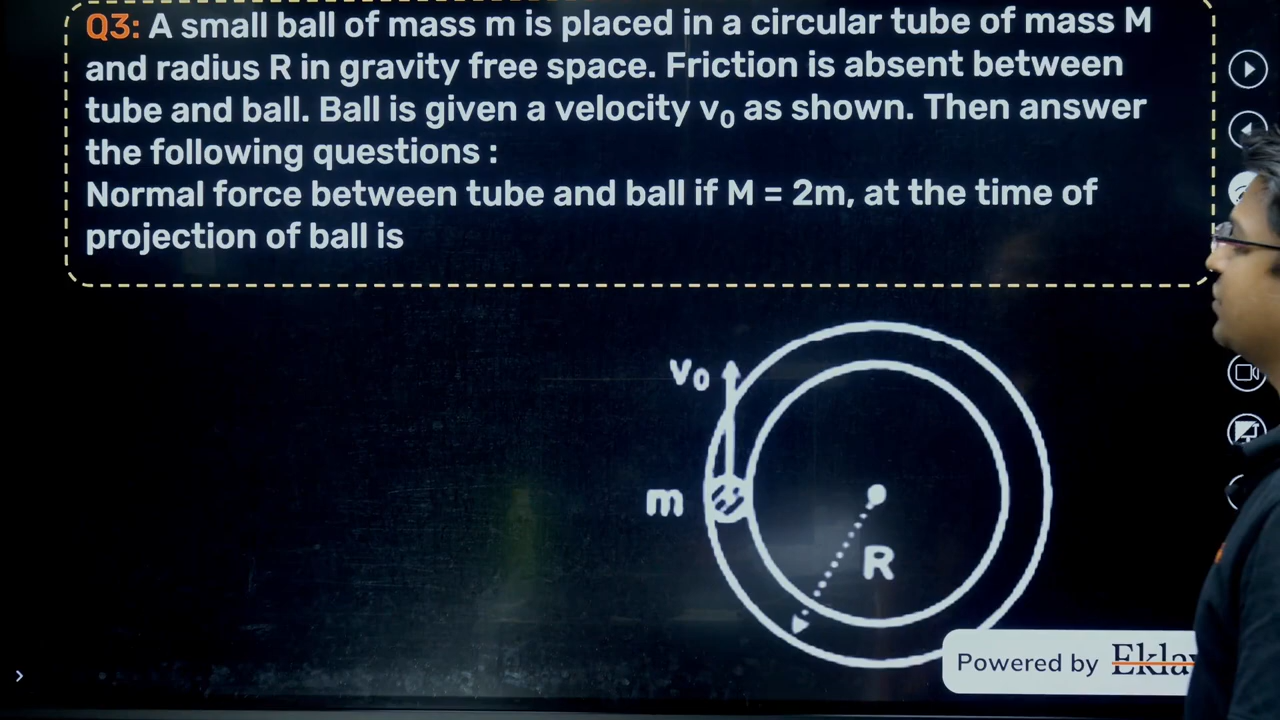 Q3: A small ball of mass m is placed in a circular tube of mass M
and radius R in gravity free space. Friction is absent between
tube and ball. Ball is given a velocity v₀ as shown. Then answer
the following questions :
Normal force between tube and ball if M = 2m, at the time of
projection of ball is
v₀
m
R
Powered by